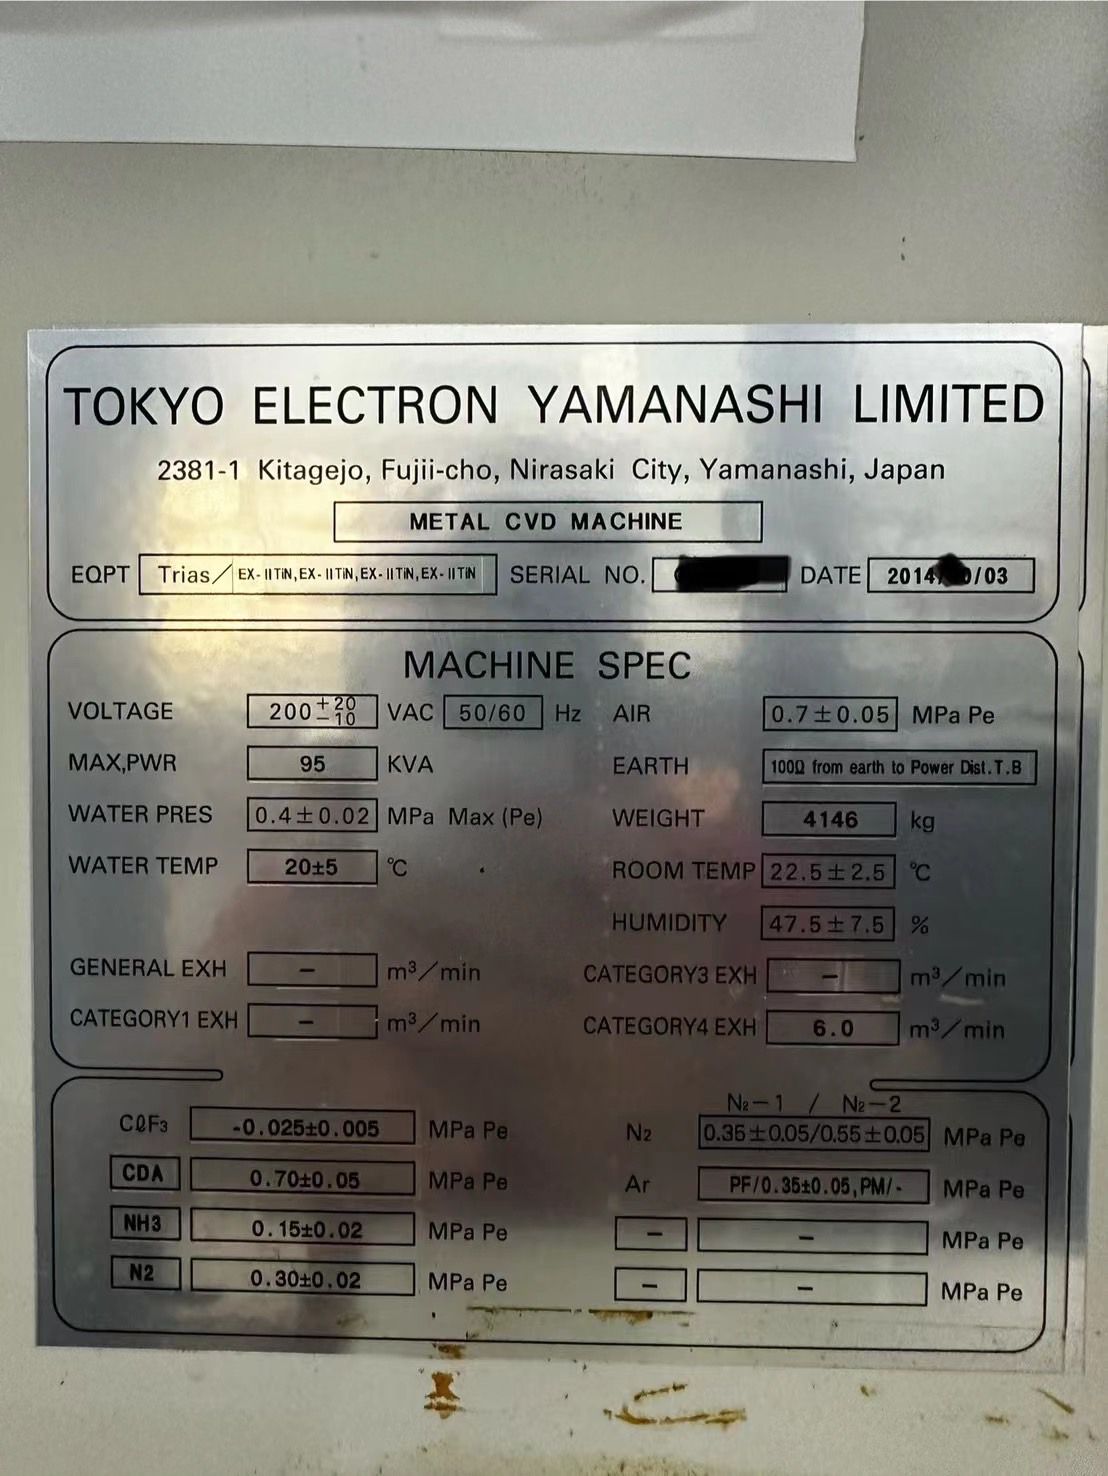 TOKYO ELECTRON YAMANASHI LIMITED
2381-1 Kitagejo, Fujii-cho, Nirasaki City, Yamanashi, Japan
METAL CVD MACHINE
EQPT Trias/ EX-IITiN,EX-IITiN,EX-IITiN,EX-IITiN SERIAL NO. DATE 2014/ /03
MACHINE SPEC
VOLTAGE 200 +20 -10 VAC 50/60 Hz AIR 0.7±0.05 MPa Pe
MAX,PWR 95 KVA EARTH 100Ω from earth to Power Dist.T.B
WATER PRES 0.4±0.02 MPa Max (Pe) WEIGHT 4146 kg
WATER TEMP 20±5 ℃ ROOM TEMP 22.5±2.5 ℃
HUMIDITY 47.5±7.5 %
GENERAL EXH － m³/min CATEGORY3 EXH － m³/min
CATEGORY1 EXH － m³/min CATEGORY4 EXH 6.0 m³/min
N₂－1 / N₂－2
CℓF₃ -0.025±0.005 MPa Pe N₂ 0.35±0.05/0.55±0.05 MPa Pe
CDA 0.70±0.05 MPa Pe Ar PF/0.35±0.05,PM/- MPa Pe
NH3 0.15±0.02 MPa Pe － － MPa Pe
N2 0.30±0.02 MPa Pe － － MPa Pe